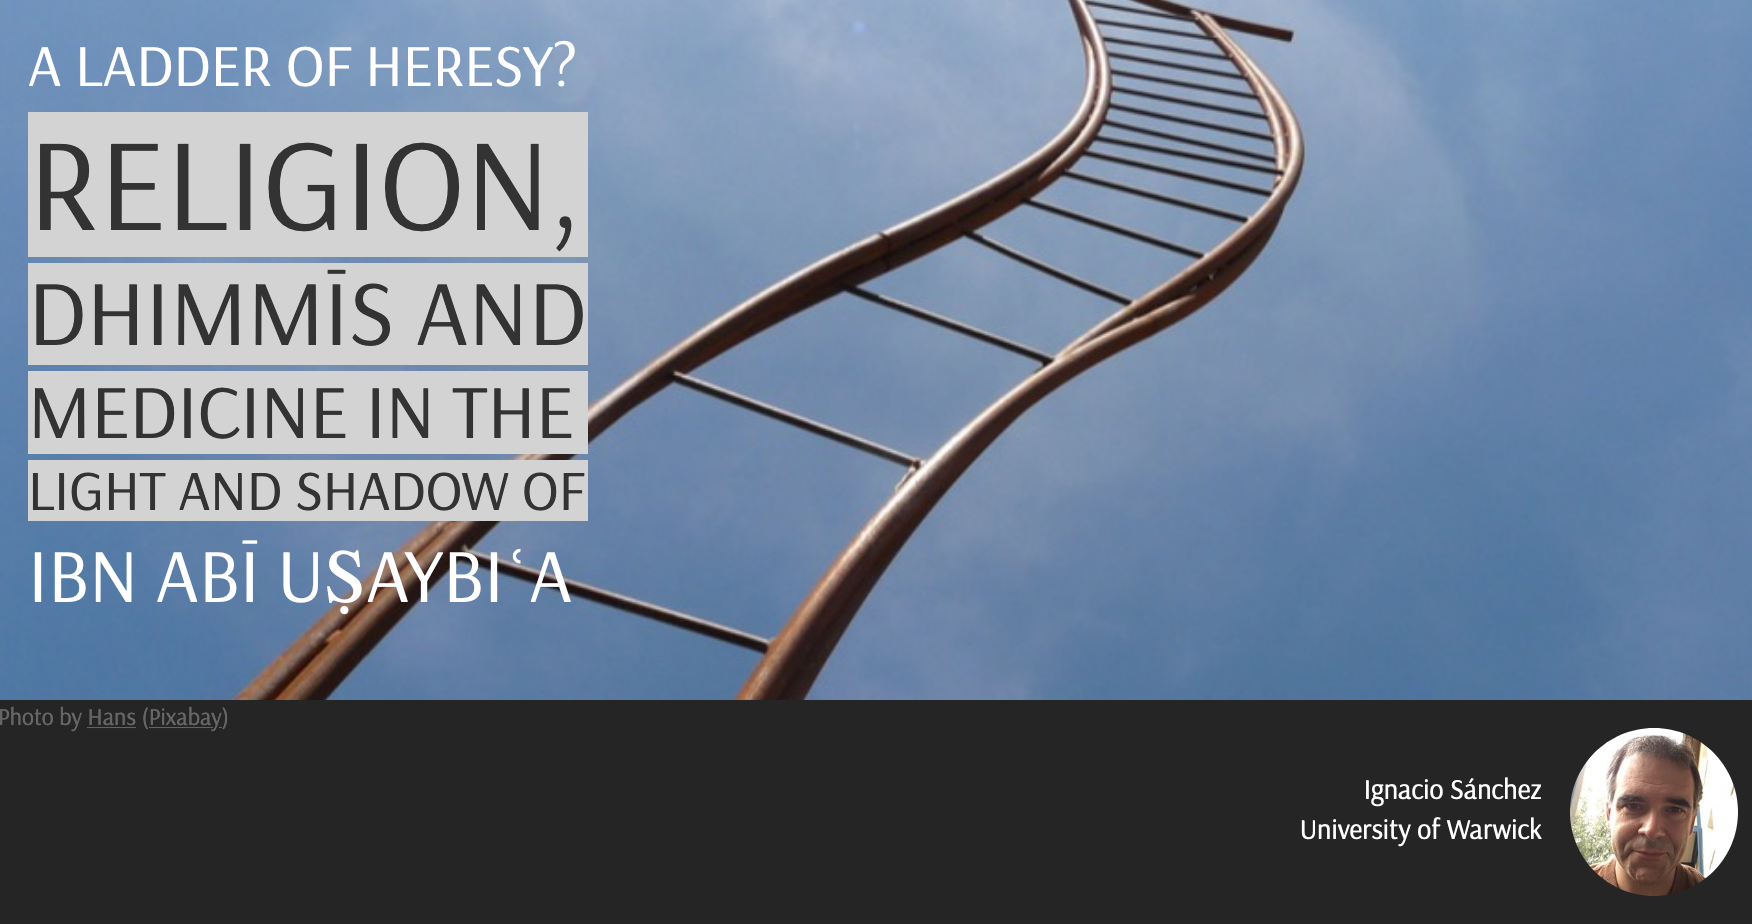 A LADDER OF HERESY?
RELIGION,
DHIMMĪS AND
MEDICINE IN THE
LIGHT AND SHADOW OF
IBN ABĪ UṢAYBIʿA
Photo by Hans (Pixabay)
Ignacio Sánchez
University of Warwick